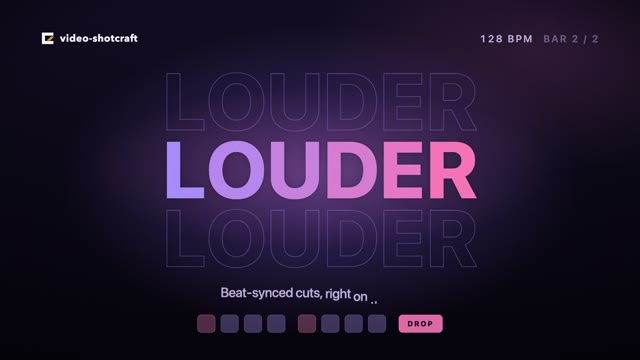 video-shotcraft
128 BPM BAR 2 / 2
LOUDER
LOUDER
LOUDER
Beat-synced cuts, right on
DROP